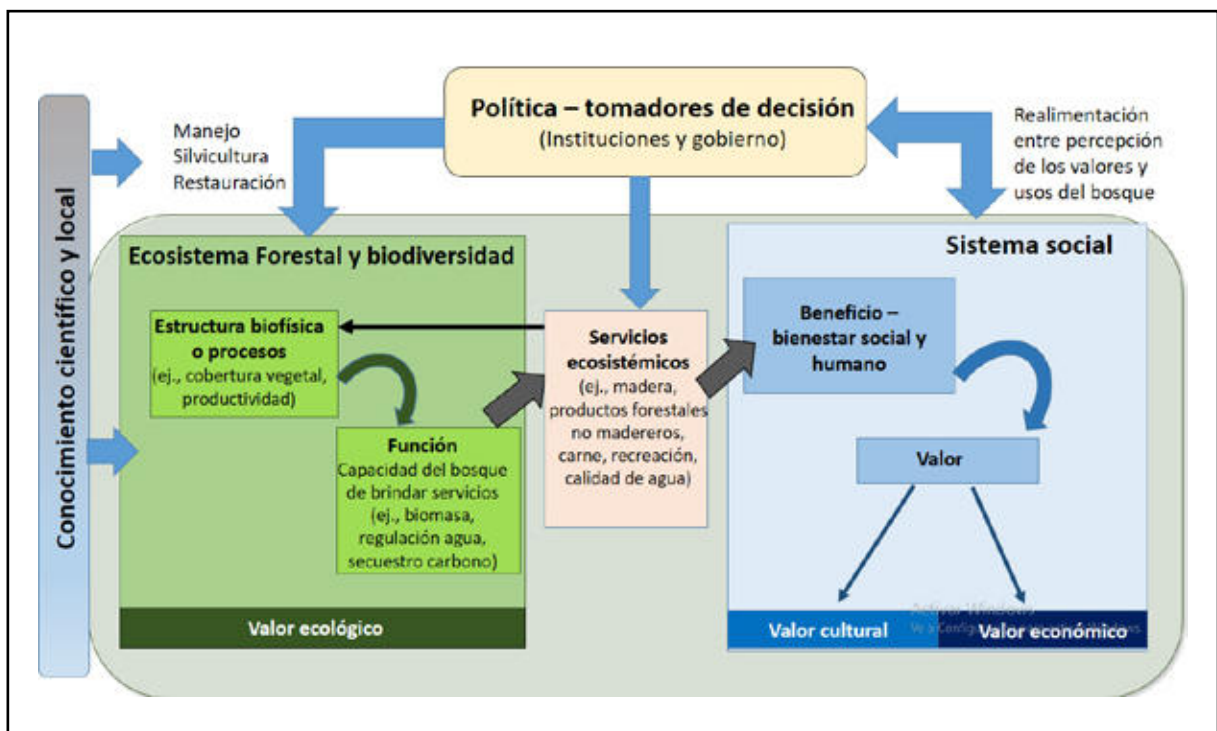 Política – tomadores de decisión
(Instituciones y gobierno)
Conocimiento científico y local
Manejo
Silvicultura
Restauración
Realimentación
entre percepción
de los valores y
usos del bosque
Ecosistema Forestal y biodiversidad
Estructura biofísica
o procesos
(ej., cobertura vegetal,
productividad)
Función
Capacidad del bosque
de brindar servicios
(ej., biomasa,
regulación agua,
secuestro carbono)
Valor ecológico
Servicios
ecosistémicos
(ej., madera,
productos forestales
no madereros,
carne, recreación,
calidad de agua)
Sistema social
Beneficio –
bienestar social y
humano
Valor
Activar Windows
Valor cultural
Valor económico